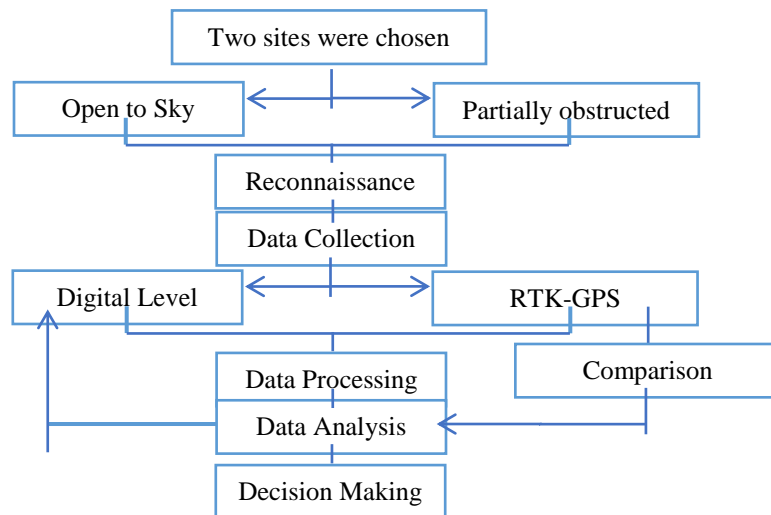 Two sites were chosen
Open to Sky
Partially obstructed
Reconnaissance
Data Collection
Digital Level
RTK-GPS
Data Processing
Comparison
Data Analysis
Decision Making